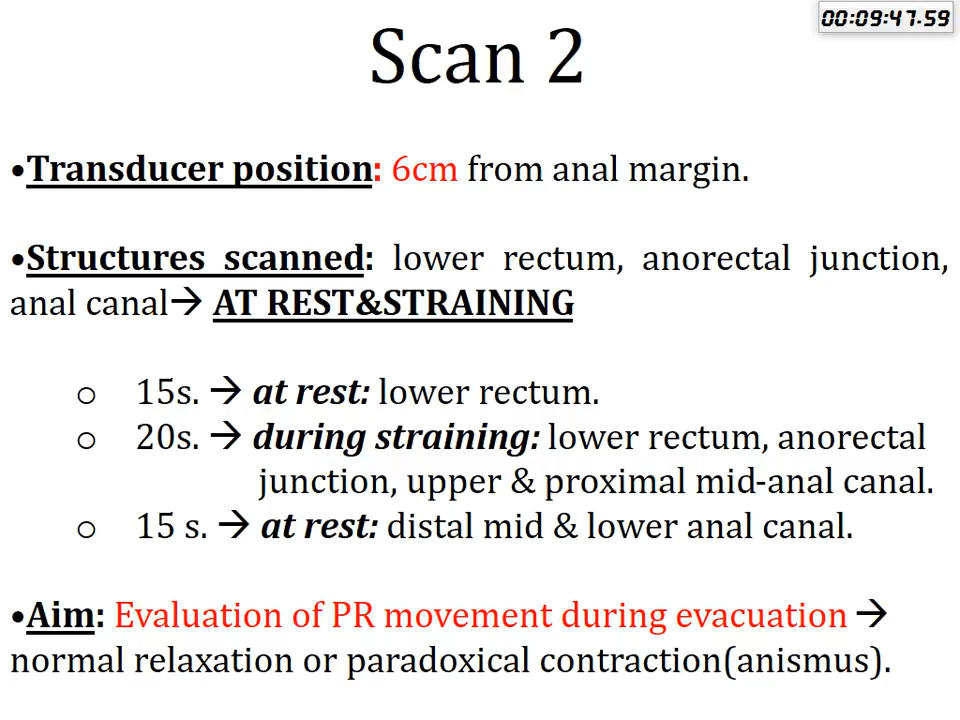 00:09:47.59
Scan 2
•Transducer position: 6cm from anal margin.
•Structures scanned: lower rectum, anorectal junction,
anal canal→ AT REST&STRAINING
o 15s. → at rest: lower rectum.
o 20s. → during straining: lower rectum, anorectal
junction, upper & proximal mid-anal canal.
o 15 s. → at rest: distal mid & lower anal canal.
•Aim: Evaluation of PR movement during evacuation →
normal relaxation or paradoxical contraction(anismus).